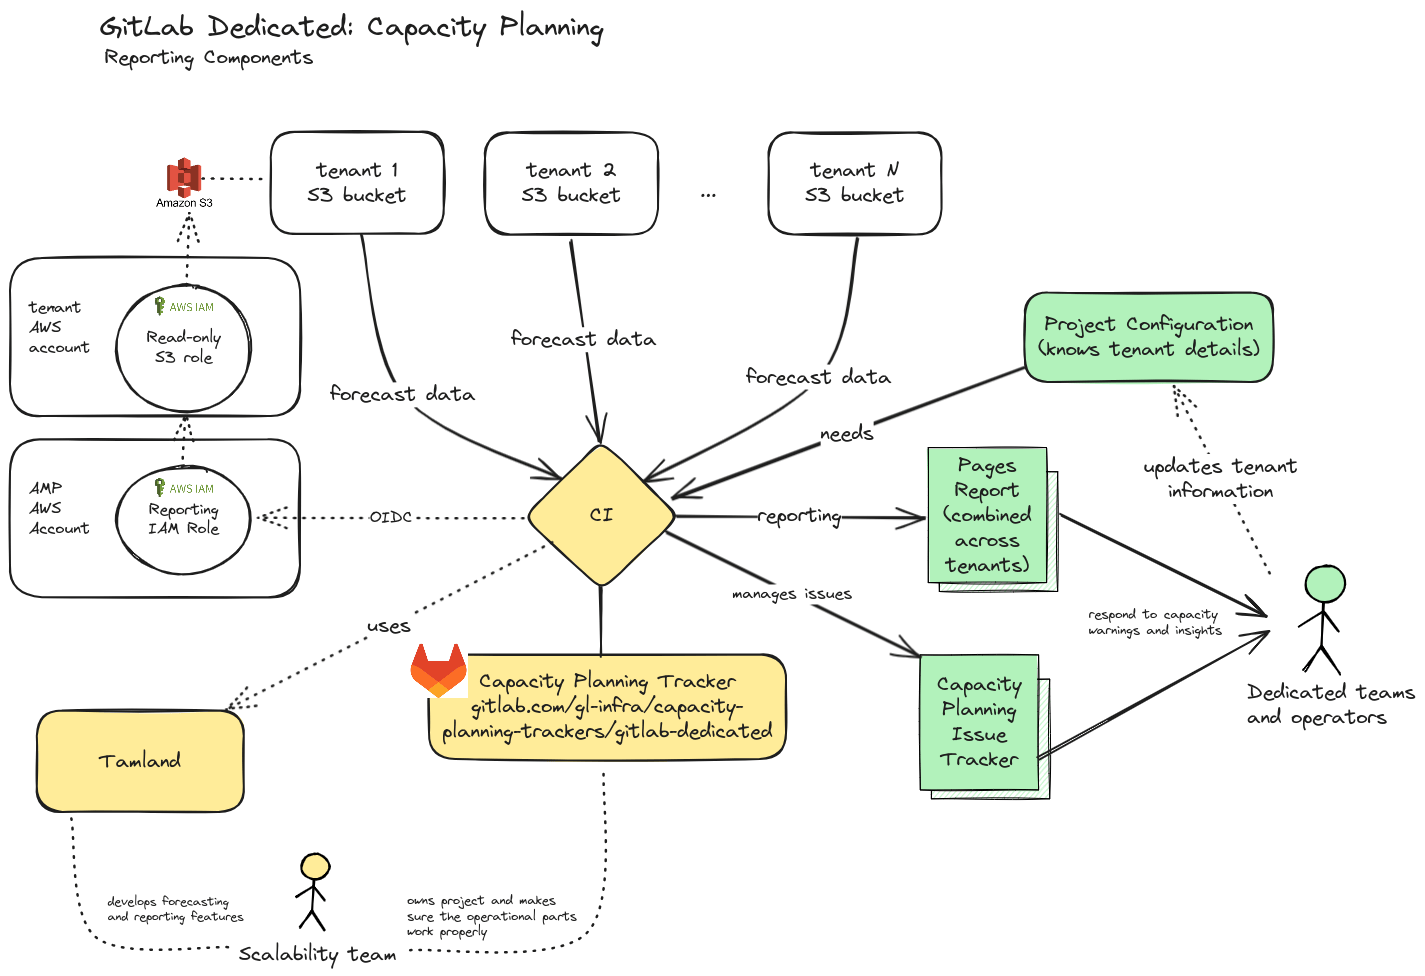 GitLab Dedicated: Capacity Planning
Reporting Components
tenant 1
S3 bucket
tenant 2
S3 bucket
...
tenant N
S3 bucket
Amazon S3
tenant
AWS
account
AWS IAM
Read-only
S3 role
forecast data
forecast data
forecast data
Project Configuration
(knows tenant details)
needs
AMP
AWS
Account
AWS IAM
Reporting
IAM Role
OIDC
CI
reporting
Pages
Report
(combined
across
tenants)
updates tenant
information
manages issues
respond to capacity
warnings and insights
uses
Capacity Planning Tracker
gitlab.com/gl-infra/capacity-
planning-trackers/gitlab-dedicated
Capacity
Planning
Issue
Tracker
Dedicated teams
and operators
Tamland
develops forecasting
and reporting features
owns project and makes
sure the operational parts
work properly
Scalability team